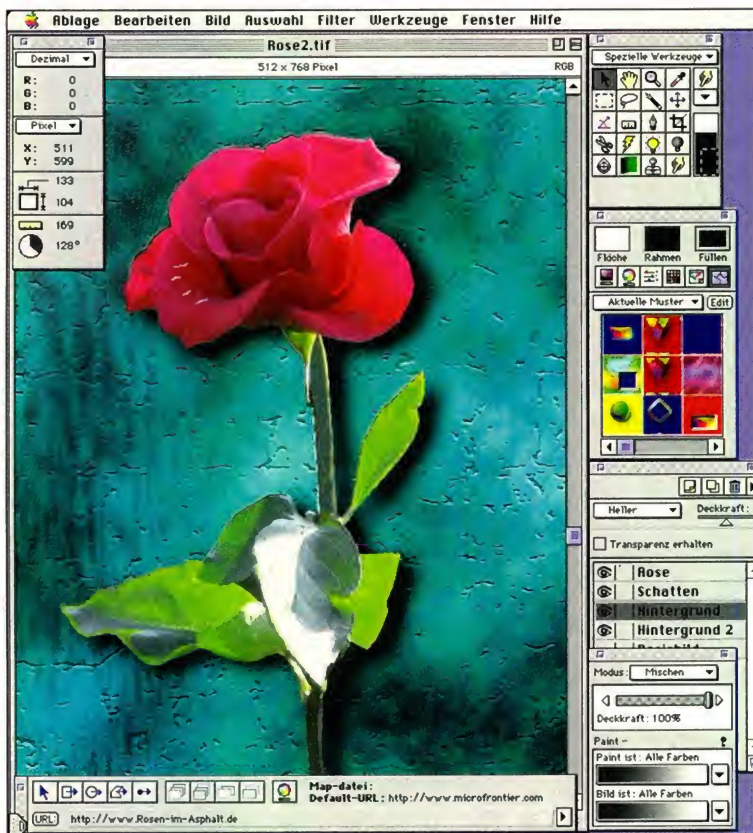 Ablage Bearbeiten Bild Auswahl Filter Werkzeuge Fenster Hilfe
Rose2.tif
512 x 768 Pixel RGB
Dezimal
R: 0
G: 0
B: 0
Pixel
X: 511
Y: 599
133
104
169
128°
Spezielle Werkzeuge
Fläche Rahmen Füllen
Aktuelle Muster Edit
Heller Deckkraft:
Transparenz erhalten
Rose
Schatten
Hintergrund
Hintergrund 2
Modus: Mischen
Deckkraft: 100%
Paint -
Paint ist: Alle Farben
Bild ist: Alle Farben
Map-datei:
Default-URL: http://www.microfrontier.com
URL: http://www.Rosen-im-Asphalt.de